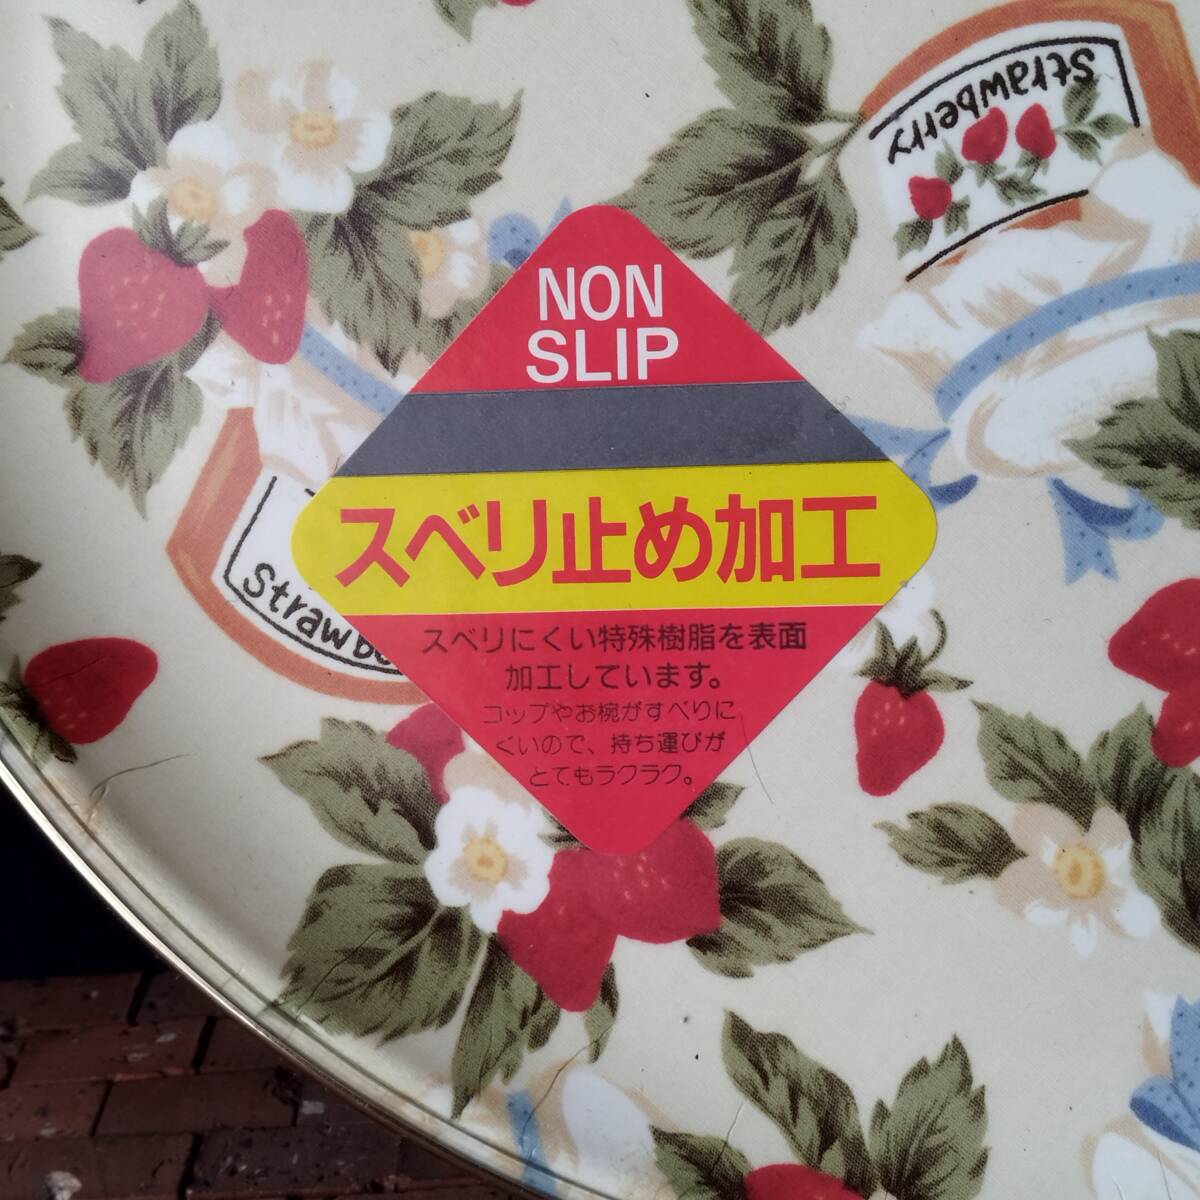 Strawberry
NON
SLIP
スベリ止め加工
スベリにくい特殊樹脂を表面
加工しています。
コップやお椀がすべりに
くいので、持ち運びが
とてもラクラク。
Strawbe